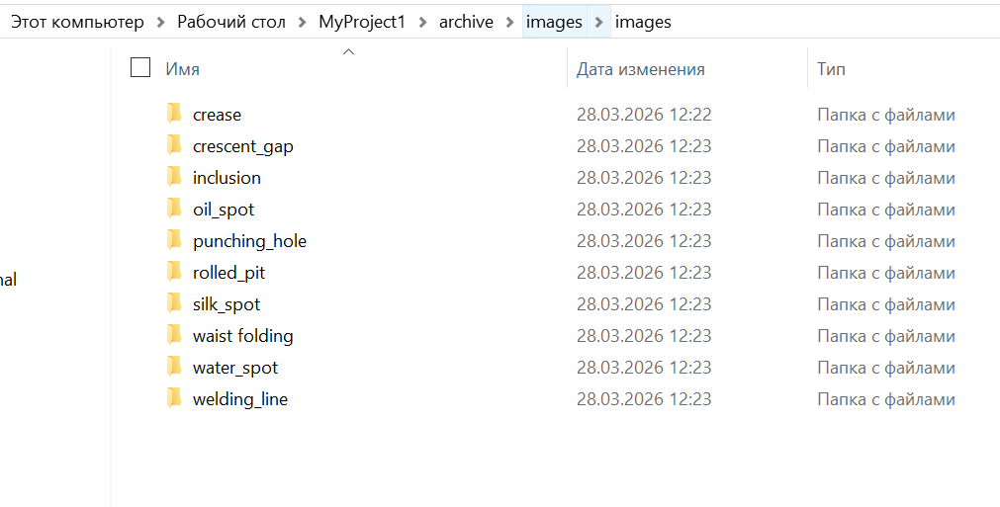 Этот компьютер > Рабочий стол > MyProject1 > archive > images > images
Имя Дата изменения Тип
crease 28.03.2026 12:22 Папка с файлами
crescent_gap 28.03.2026 12:23 Папка с файлами
inclusion 28.03.2026 12:23 Папка с файлами
oil_spot 28.03.2026 12:23 Папка с файлами
punching_hole 28.03.2026 12:23 Папка с файлами
nal
rolled_pit 28.03.2026 12:23 Папка с файлами
silk_spot 28.03.2026 12:23 Папка с файлами
waist folding 28.03.2026 12:23 Папка с файлами
water_spot 28.03.2026 12:23 Папка с файлами
welding_line 28.03.2026 12:23 Папка с файлами